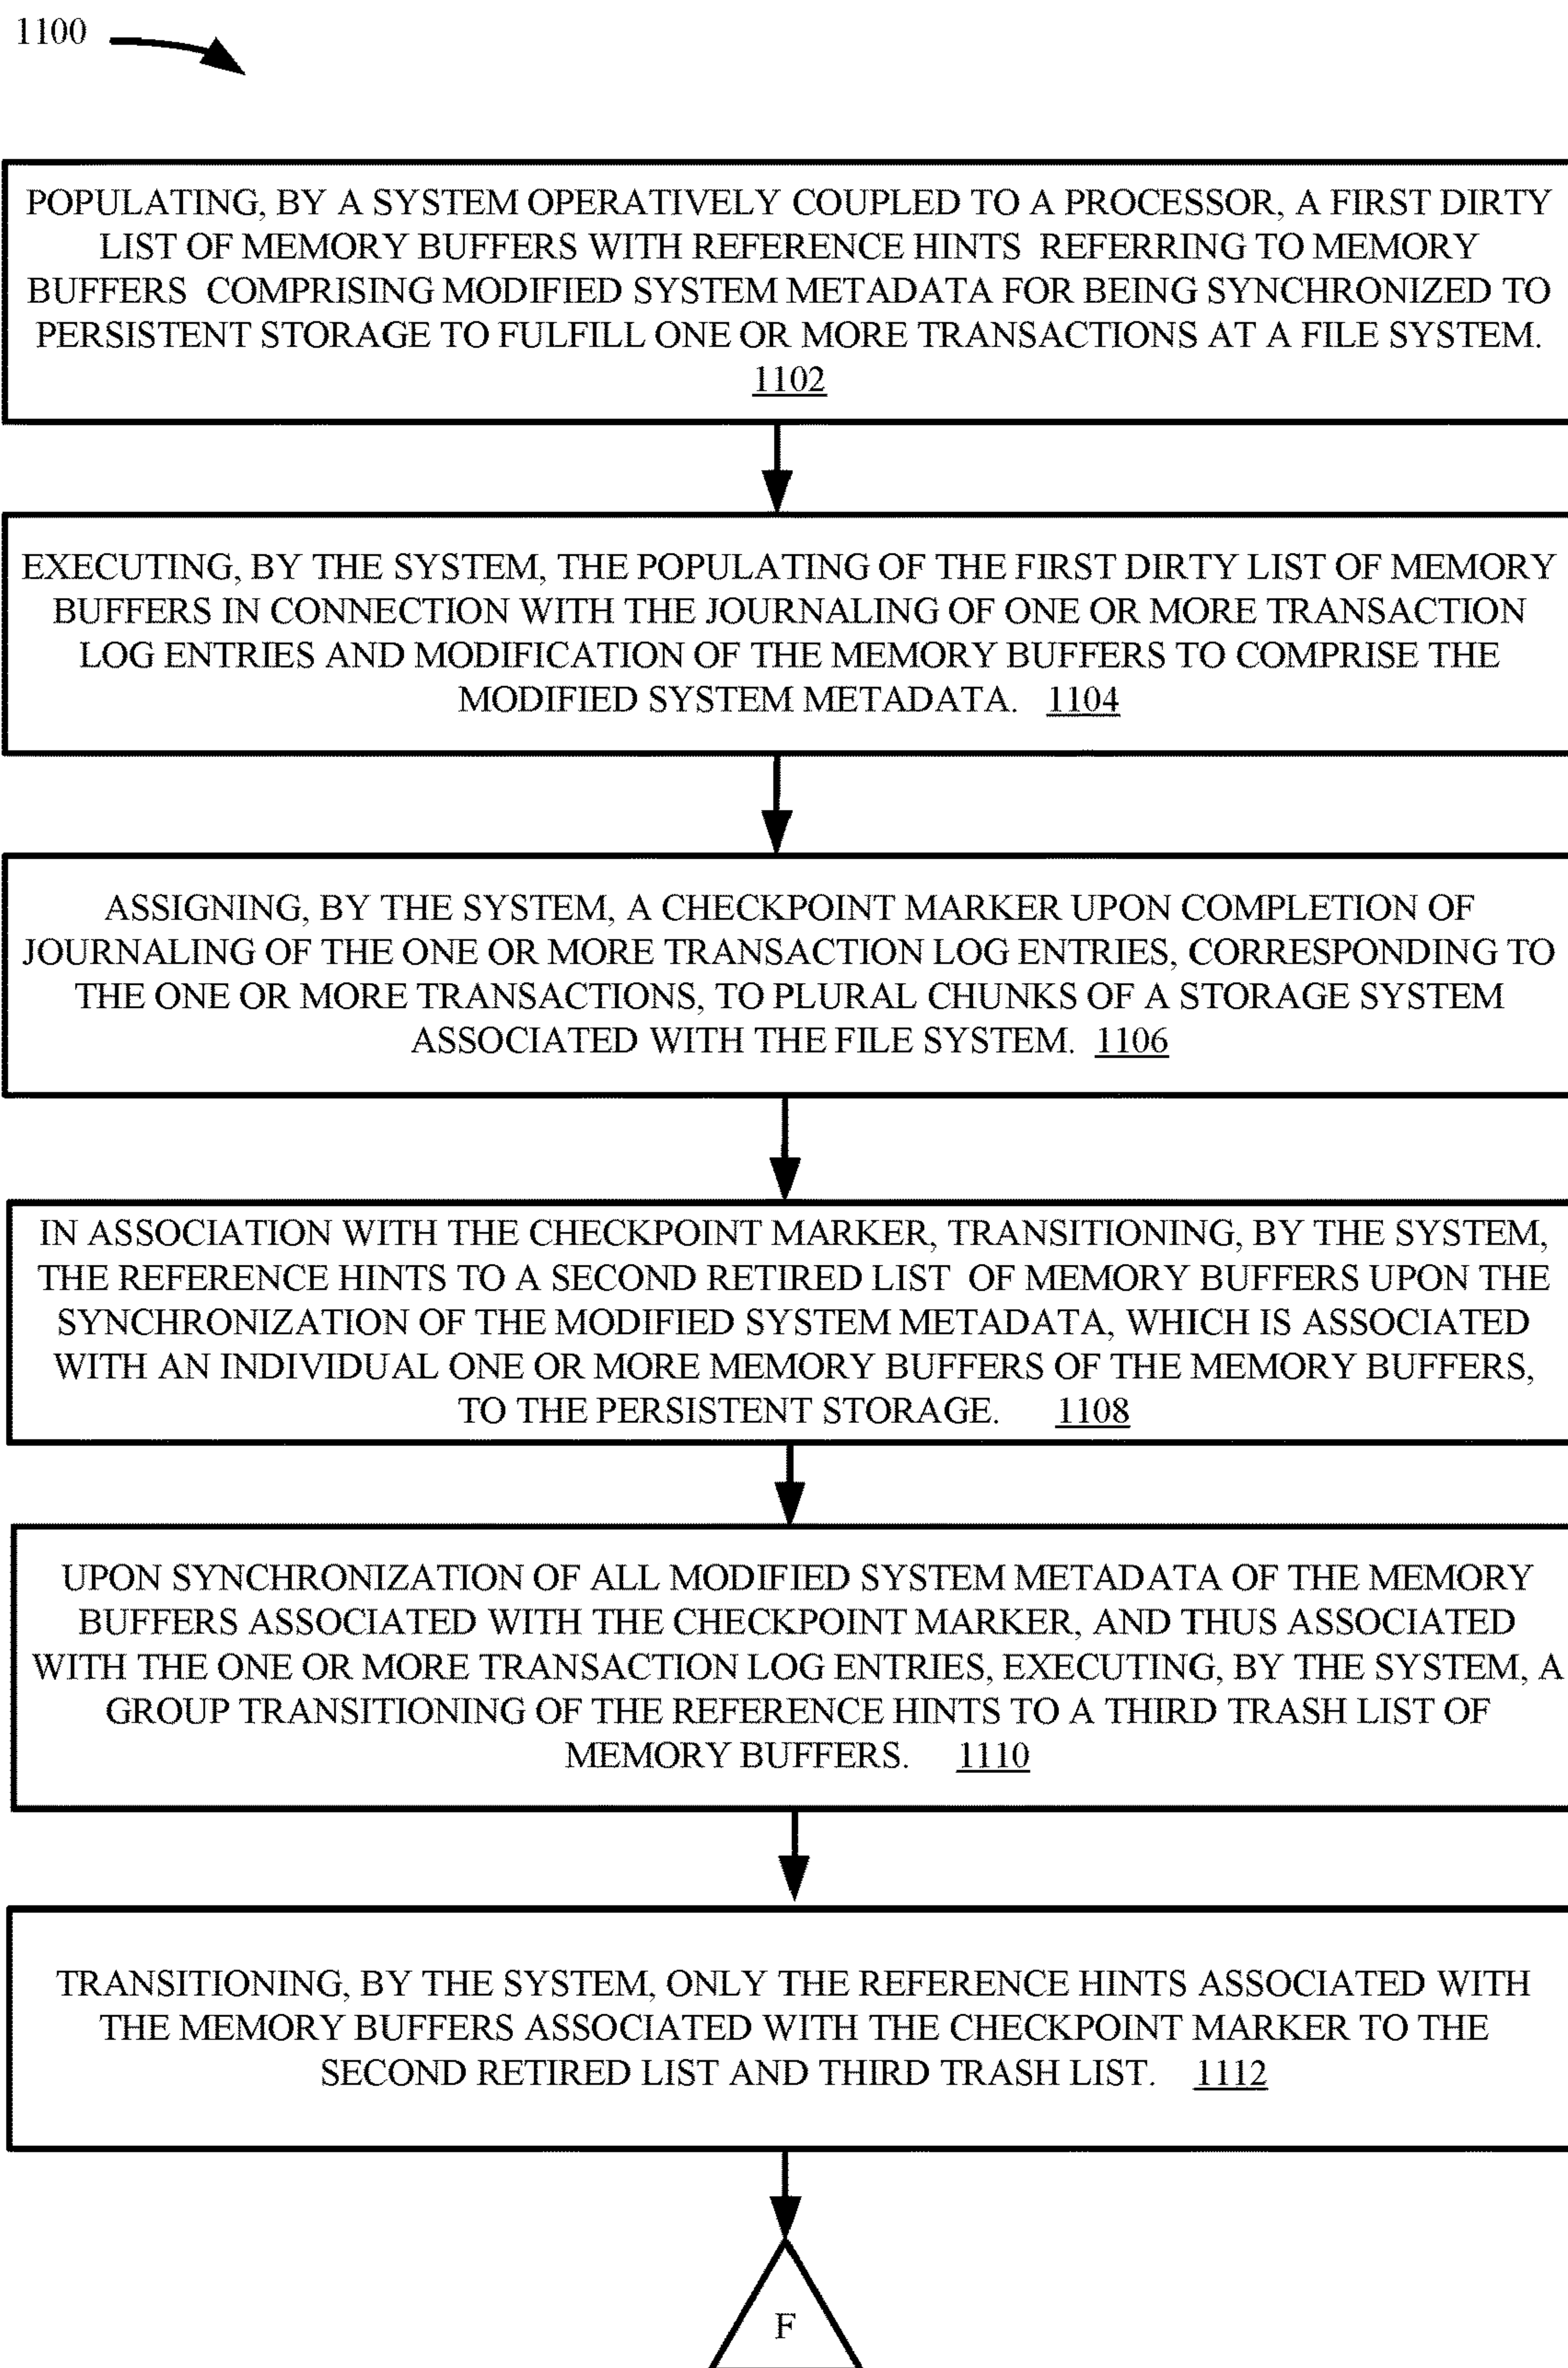 1100
POPULATING, BY A SYSTEM OPERATIVELY COUPLED TO A PROCESSOR, A FIRST DIRTY
LIST OF MEMORY BUFFERS WITH REFERENCE HINTS REFERRING TO MEMORY
BUFFERS COMPRISING MODIFIED SYSTEM METADATA FOR BEING SYNCHRONIZED TO
PERSISTENT STORAGE TO FULFILL ONE OR MORE TRANSACTIONS AT A FILE SYSTEM.
1102
EXECUTING, BY THE SYSTEM, THE POPULATING OF THE FIRST DIRTY LIST OF MEMORY
BUFFERS IN CONNECTION WITH THE JOURNALING OF ONE OR MORE TRANSACTION
LOG ENTRIES AND MODIFICATION OF THE MEMORY BUFFERS TO COMPRISE THE
MODIFIED SYSTEM METADATA. 1104
ASSIGNING, BY THE SYSTEM, A CHECKPOINT MARKER UPON COMPLETION OF
JOURNALING OF THE ONE OR MORE TRANSACTION LOG ENTRIES, CORRESPONDING TO
THE ONE OR MORE TRANSACTIONS, TO PLURAL CHUNKS OF A STORAGE SYSTEM
ASSOCIATED WITH THE FILE SYSTEM. 1106
IN ASSOCIATION WITH THE CHECKPOINT MARKER, TRANSITIONING, BY THE SYSTEM,
THE REFERENCE HINTS TO A SECOND RETIRED LIST OF MEMORY BUFFERS UPON THE
SYNCHRONIZATION OF THE MODIFIED SYSTEM METADATA, WHICH IS ASSOCIATED
WITH AN INDIVIDUAL ONE OR MORE MEMORY BUFFERS OF THE MEMORY BUFFERS,
TO THE PERSISTENT STORAGE. 1108
UPON SYNCHRONIZATION OF ALL MODIFIED SYSTEM METADATA OF THE MEMORY
BUFFERS ASSOCIATED WITH THE CHECKPOINT MARKER, AND THUS ASSOCIATED
WITH THE ONE OR MORE TRANSACTION LOG ENTRIES, EXECUTING, BY THE SYSTEM, A
GROUP TRANSITIONING OF THE REFERENCE HINTS TO A THIRD TRASH LIST OF
MEMORY BUFFERS. 1110
TRANSITIONING, BY THE SYSTEM, ONLY THE REFERENCE HINTS ASSOCIATED WITH
THE MEMORY BUFFERS ASSOCIATED WITH THE CHECKPOINT MARKER TO THE
SECOND RETIRED LIST AND THIRD TRASH LIST. 1112
F